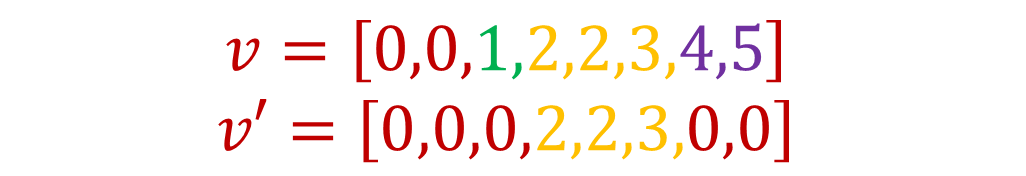 v = [0,0,1,2,2,3,4,5]
v′ = [0,0,0,2,2,3,0,0]